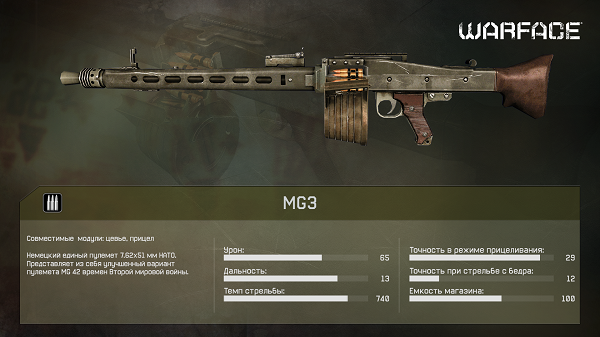 WARFACE
MG3
Совместимые модули: цевье, прицел
Немецкий единый пулемет 7,62x51 мм НАТО.
Представляет из себя улучшенный вариант
пулемета MG 42 времен Второй мировой войны.
Урон:
65
Дальность:
13
Темп стрельбы:
740
Точность в режиме прицеливания:
29
Точность при стрельбе с бедра:
12
Емкость магазина:
100